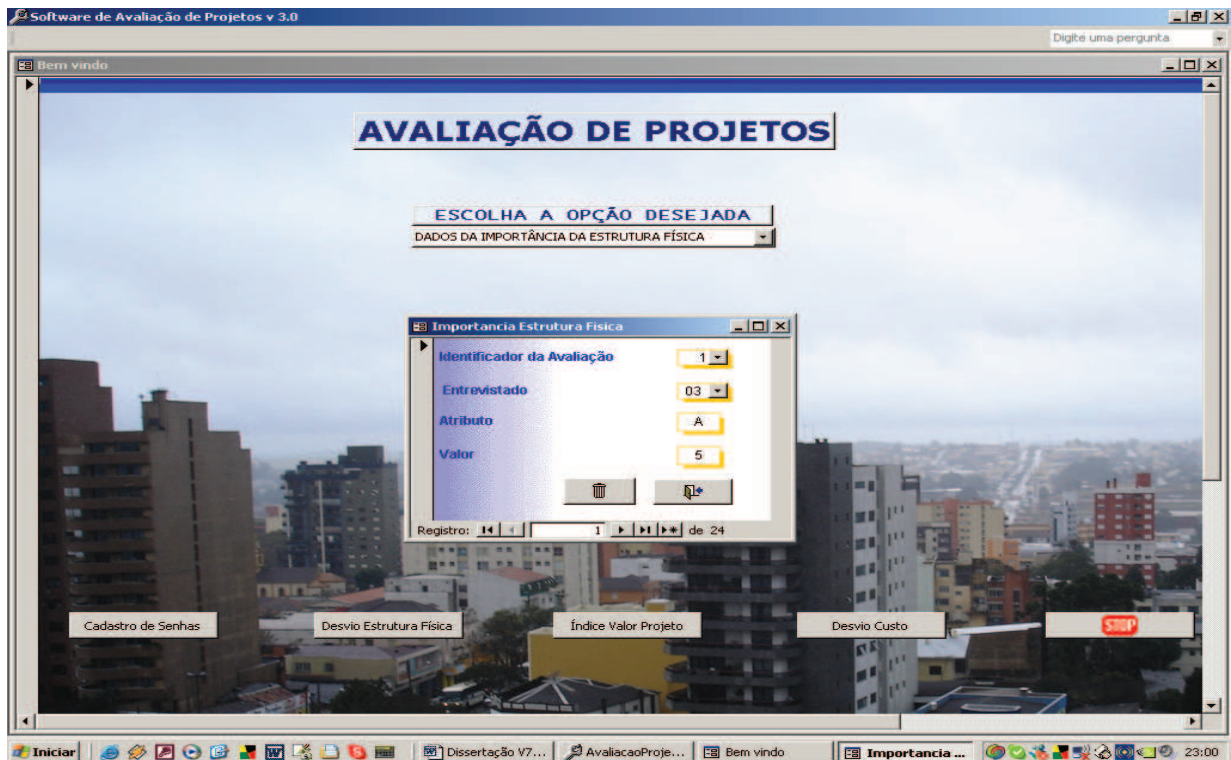 Software de Avaliação de Projetos v 3.0
Digite uma pergunta
Bem vindo
AVALIAÇÃO DE PROJETOS
ESCOLHA A OPÇÃO DESEJADA
DADOS DA IMPORTÂNCIA DA ESTRUTURA FÍSICA
Importancia Estrutura Fisica
Identificador da Avaliação 1
Entrevistado 03
Atributo A
Valor 5
Registro: 1 de 24
Cadastro de Senhas Desvio Estrutura Física Índice Valor Projeto Desvio Custo STOP
Iniciar Dissertação V7... AvaliacaoProje... Bem vindo Importancia ... 23:00